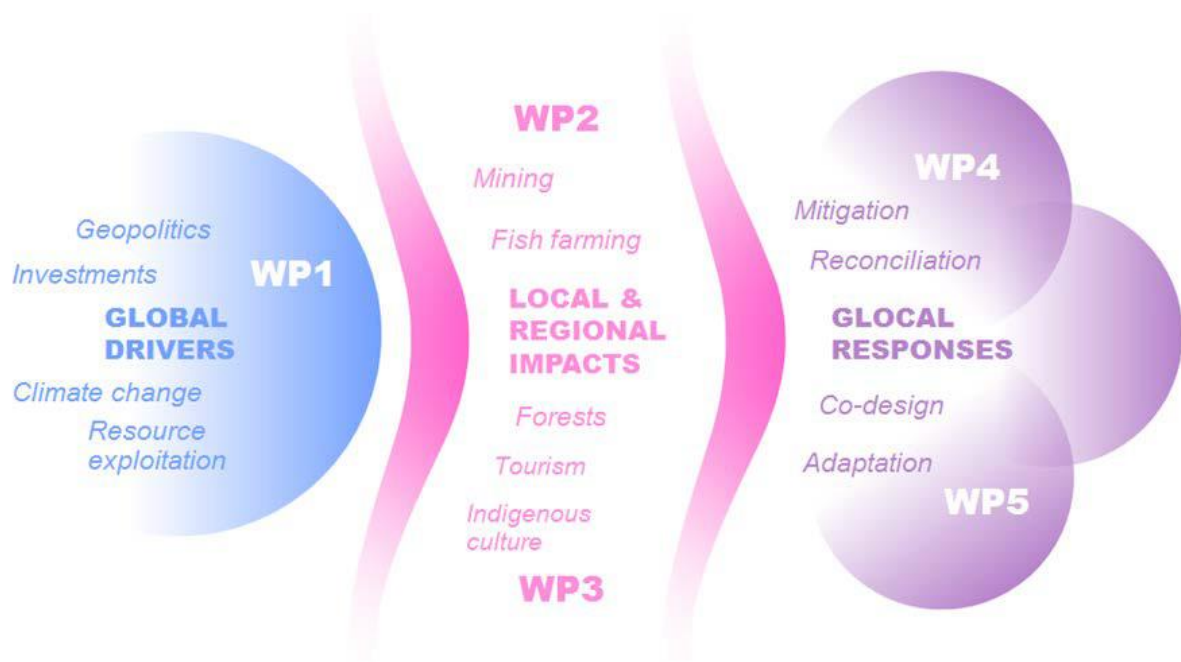 Geopolitics
Investments
WP1
GLOBAL
DRIVERS
Climate change
Resource
exploitation
WP2
Mining
Fish farming
LOCAL &
REGIONAL
IMPACTS
Forests
Tourism
Indigenous
culture
WP3
WP4
Mitigation
Reconciliation
GLOCAL
RESPONSES
Co-design
Adaptation
WP5